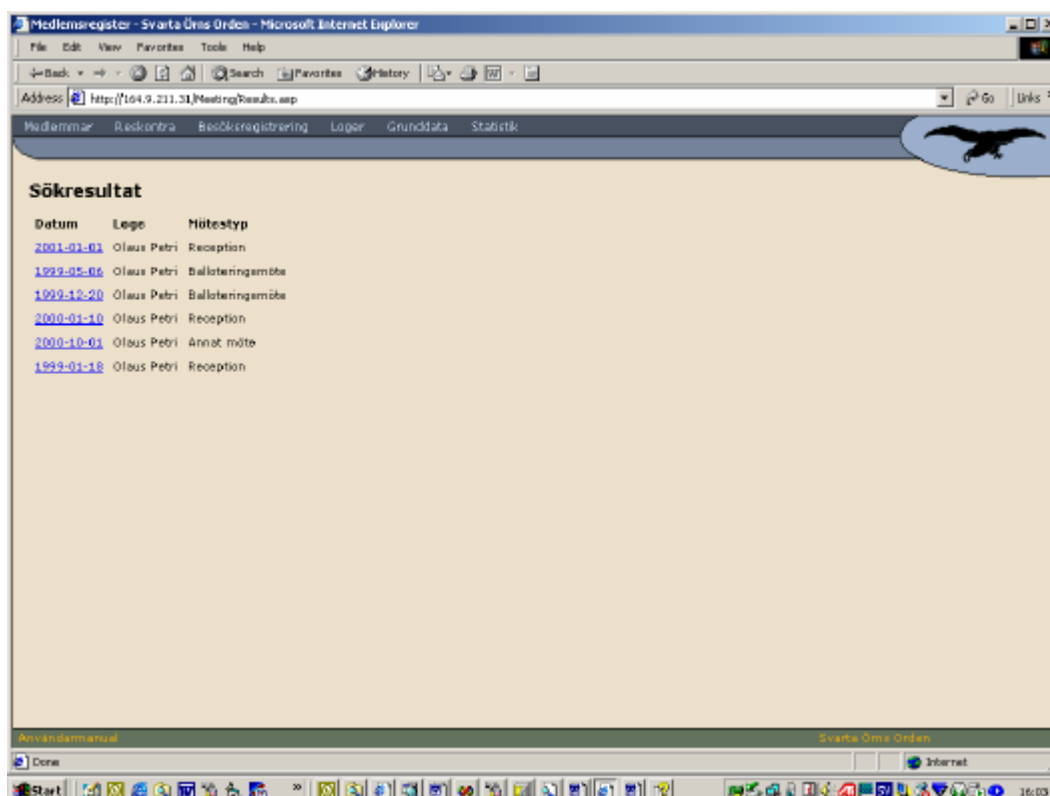 Medlemsregister - Svarta Örns Orden - Microsoft Internet Explorer
File Edit View Favorites Tools Help
Back Search Favorites History
Address http://164.9.211.31/Meeting/Results.asp Go Links
Medlemmar Reskontra Besöksregistrering Loger Grunddata Statistik
Sökresultat
Datum Loge Mötestyp
2001-01-01 Olaus Petri Reception
1999-05-06 Olaus Petri Balloteringsmöte
1999-12-20 Olaus Petri Balloteringsmöte
2000-01-10 Olaus Petri Reception
2000-10-01 Olaus Petri Annat möte
1999-01-18 Olaus Petri Reception
Användarmanual Svarta Örns Orden
Done Internet
Start 16:03